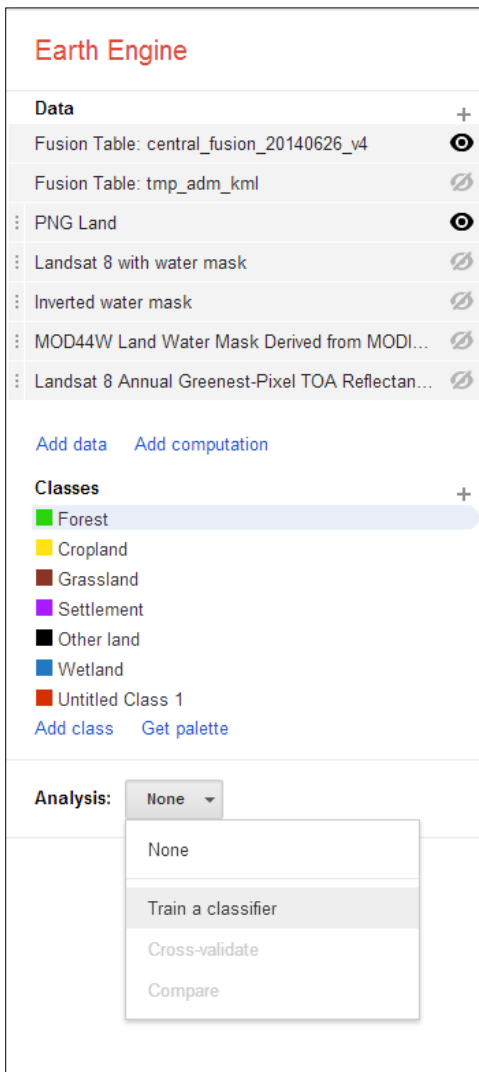 Earth Engine
Data
Fusion Table: central_fusion_20140626_v4
Fusion Table: tmp_adm_kml
PNG Land
Landsat 8 with water mask
Inverted water mask
MOD44W Land Water Mask Derived from MODI...
Landsat 8 Annual Greenest-Pixel TOA Reflectan...
Add data Add computation
Classes
Forest
Cropland
Grassland
Settlement
Other land
Wetland
Untitled Class 1
Add class Get palette
Analysis: None
None
Train a classifier
Cross-validate
Compare